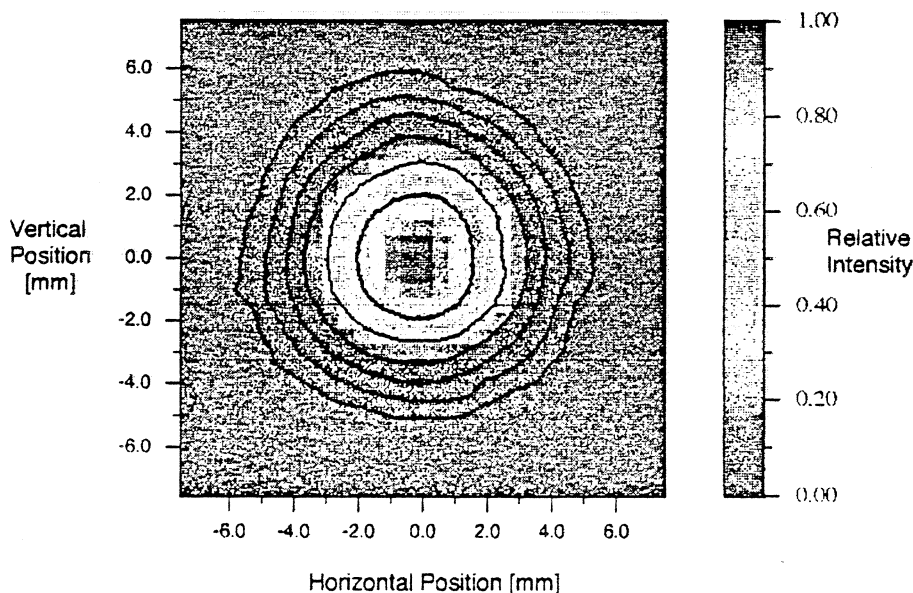 6.0
4.0
2.0
0.0
-2.0
-4.0
-6.0
Vertical
Position
[mm]
-6.0 -4.0 -2.0 0.0 2.0 4.0 6.0
Horizontal Position [mm]
1.00
0.80
0.60
0.40
0.20
0.00
Relative
Intensity